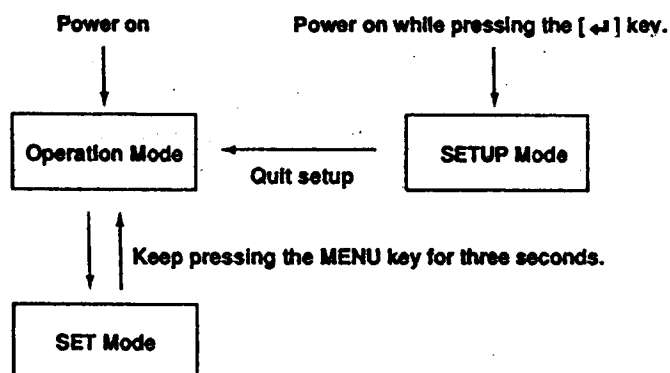 Power on
Power on while pressing the [ ↵ ] key.
Operation Mode
SETUP Mode
Quit setup
Keep pressing the MENU key for three seconds.
SET Mode